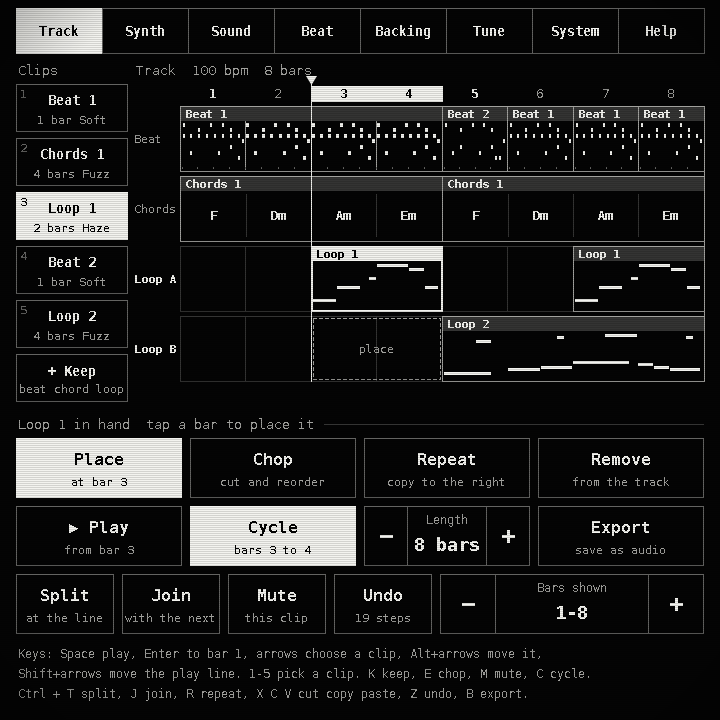 Track Synth Sound Beat Backing Tune System Help
Clips Track 100 bpm 8 bars
1 2 3 4 5 6 7 8
1 Beat 1
1 bar Soft
2 Chords 1
4 bars Fuzz
3 Loop 1
2 bars Haze
4 Beat 2
1 bar Soft
5 Loop 2
4 bars Fuzz
+ Keep
beat chord loop
Beat
Beat 1 Beat 2 Beat 1 Beat 1 Beat 1
Chords
Chords 1 Chords 1
F Dm Am Em F Dm Am Em
Loop A
Loop 1 Loop 1
Loop B
place
Loop 2
Loop 1 in hand tap a bar to place it
Place Chop Repeat Remove
at bar 3 cut and reorder copy to the right from the track
▶ Play Cycle − Length + Export
from bar 3 bars 3 to 4 8 bars save as audio
Split Join Mute Undo − Bars shown +
at the line with the next this clip 19 steps 1-8
Keys: Space play, Enter to bar 1, arrows choose a clip, Alt+arrows move it,
Shift+arrows move the play line. 1-5 pick a clip. K keep, E chop, M mute, C cycle.
Ctrl + T split, J join, R repeat, X C V cut copy paste, Z undo, B export.